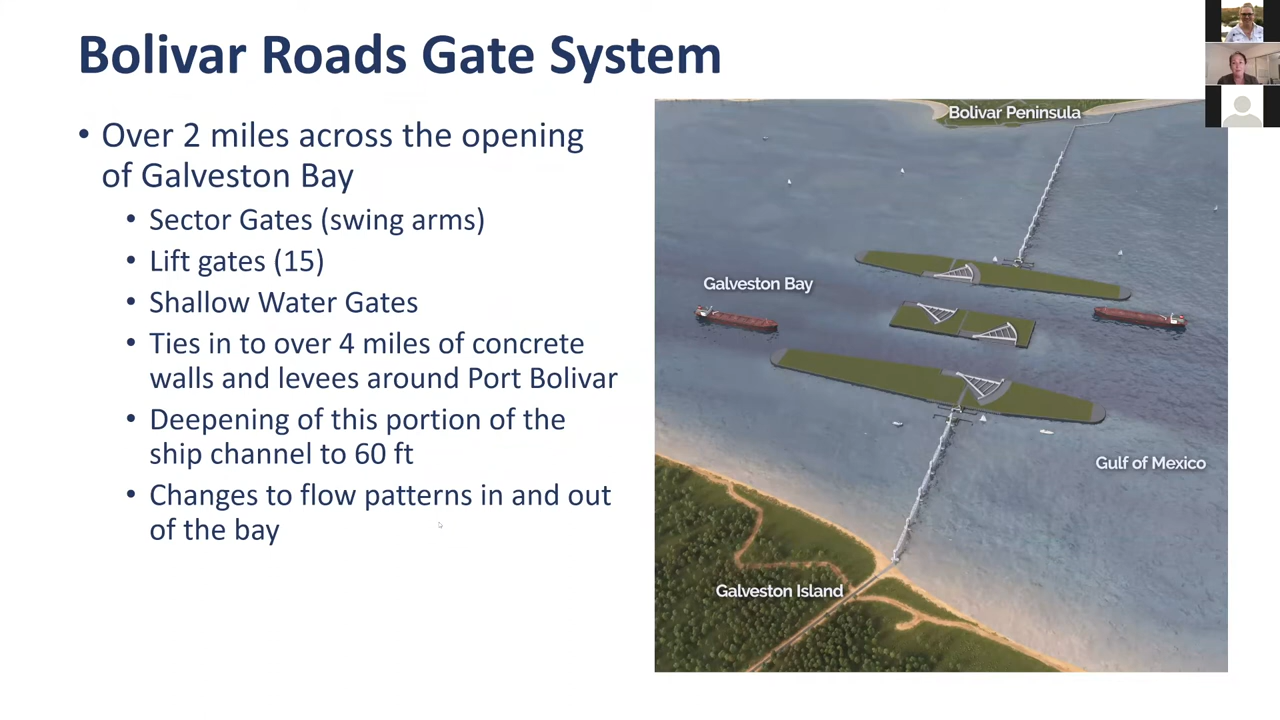 Bolivar Roads Gate System
• Over 2 miles across the opening
of Galveston Bay
• Sector Gates (swing arms)
• Lift gates (15)
• Shallow Water Gates
• Ties in to over 4 miles of concrete
walls and levees around Port Bolivar
• Deepening of this portion of the
ship channel to 60 ft
• Changes to flow patterns in and out
of the bay
Bolivar Peninsula
Galveston Bay
Gulf of Mexico
Galveston Island